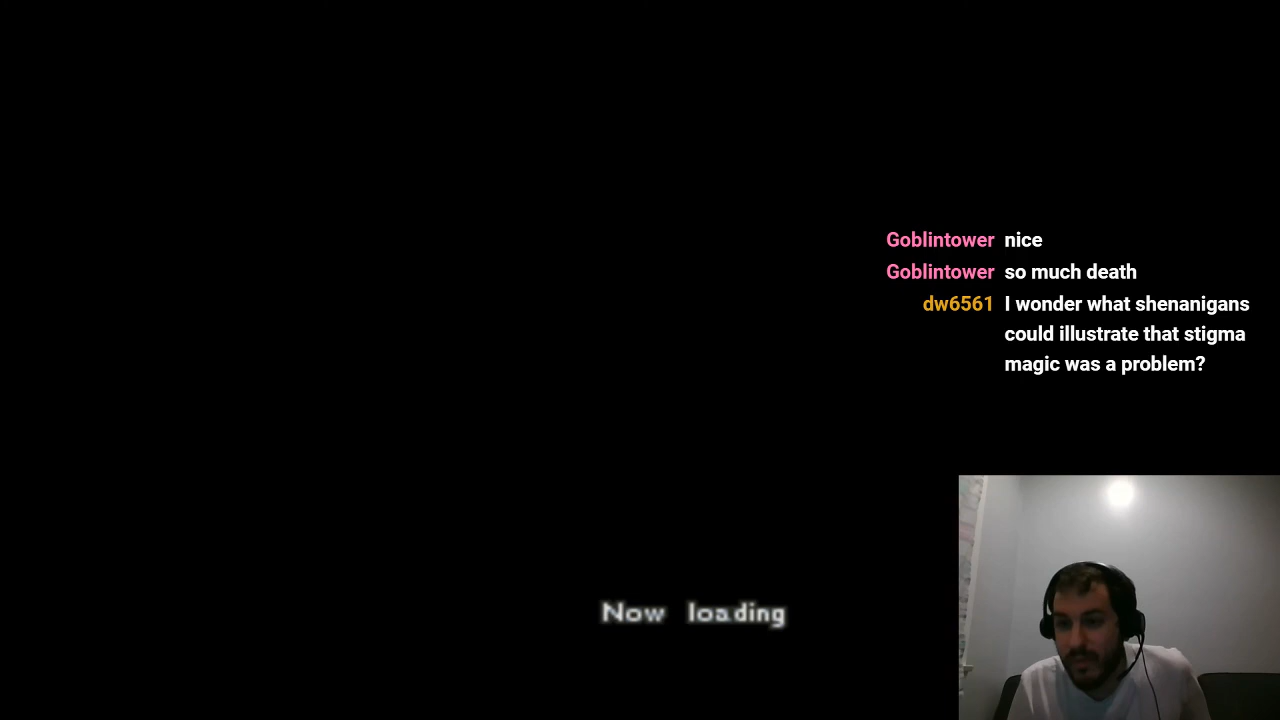 Goblintower nice
Goblintower so much death
dw6561 I wonder what shenanigans
could illustrate that stigma
magic was a problem?
Now loading